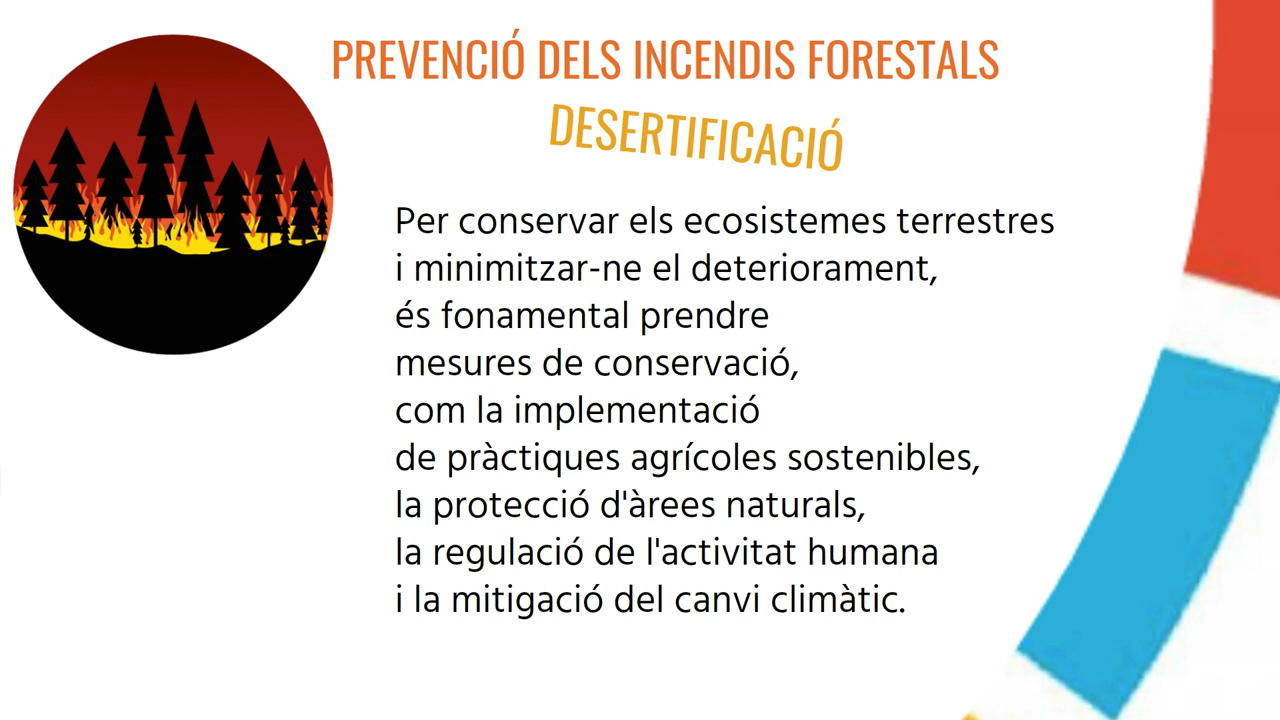 PREVENCIÓ DELS INCENDIS FORESTALS
DESERTIFICACIÓ
Per conservar els ecosistemes terrestres
i minimitzar-ne el deteriorament,
és fonamental prendre
mesures de conservació,
com la implementació
de pràctiques agrícoles sostenibles,
la protecció d'àrees naturals,
la regulació de l'activitat humana
i la mitigació del canvi climàtic.